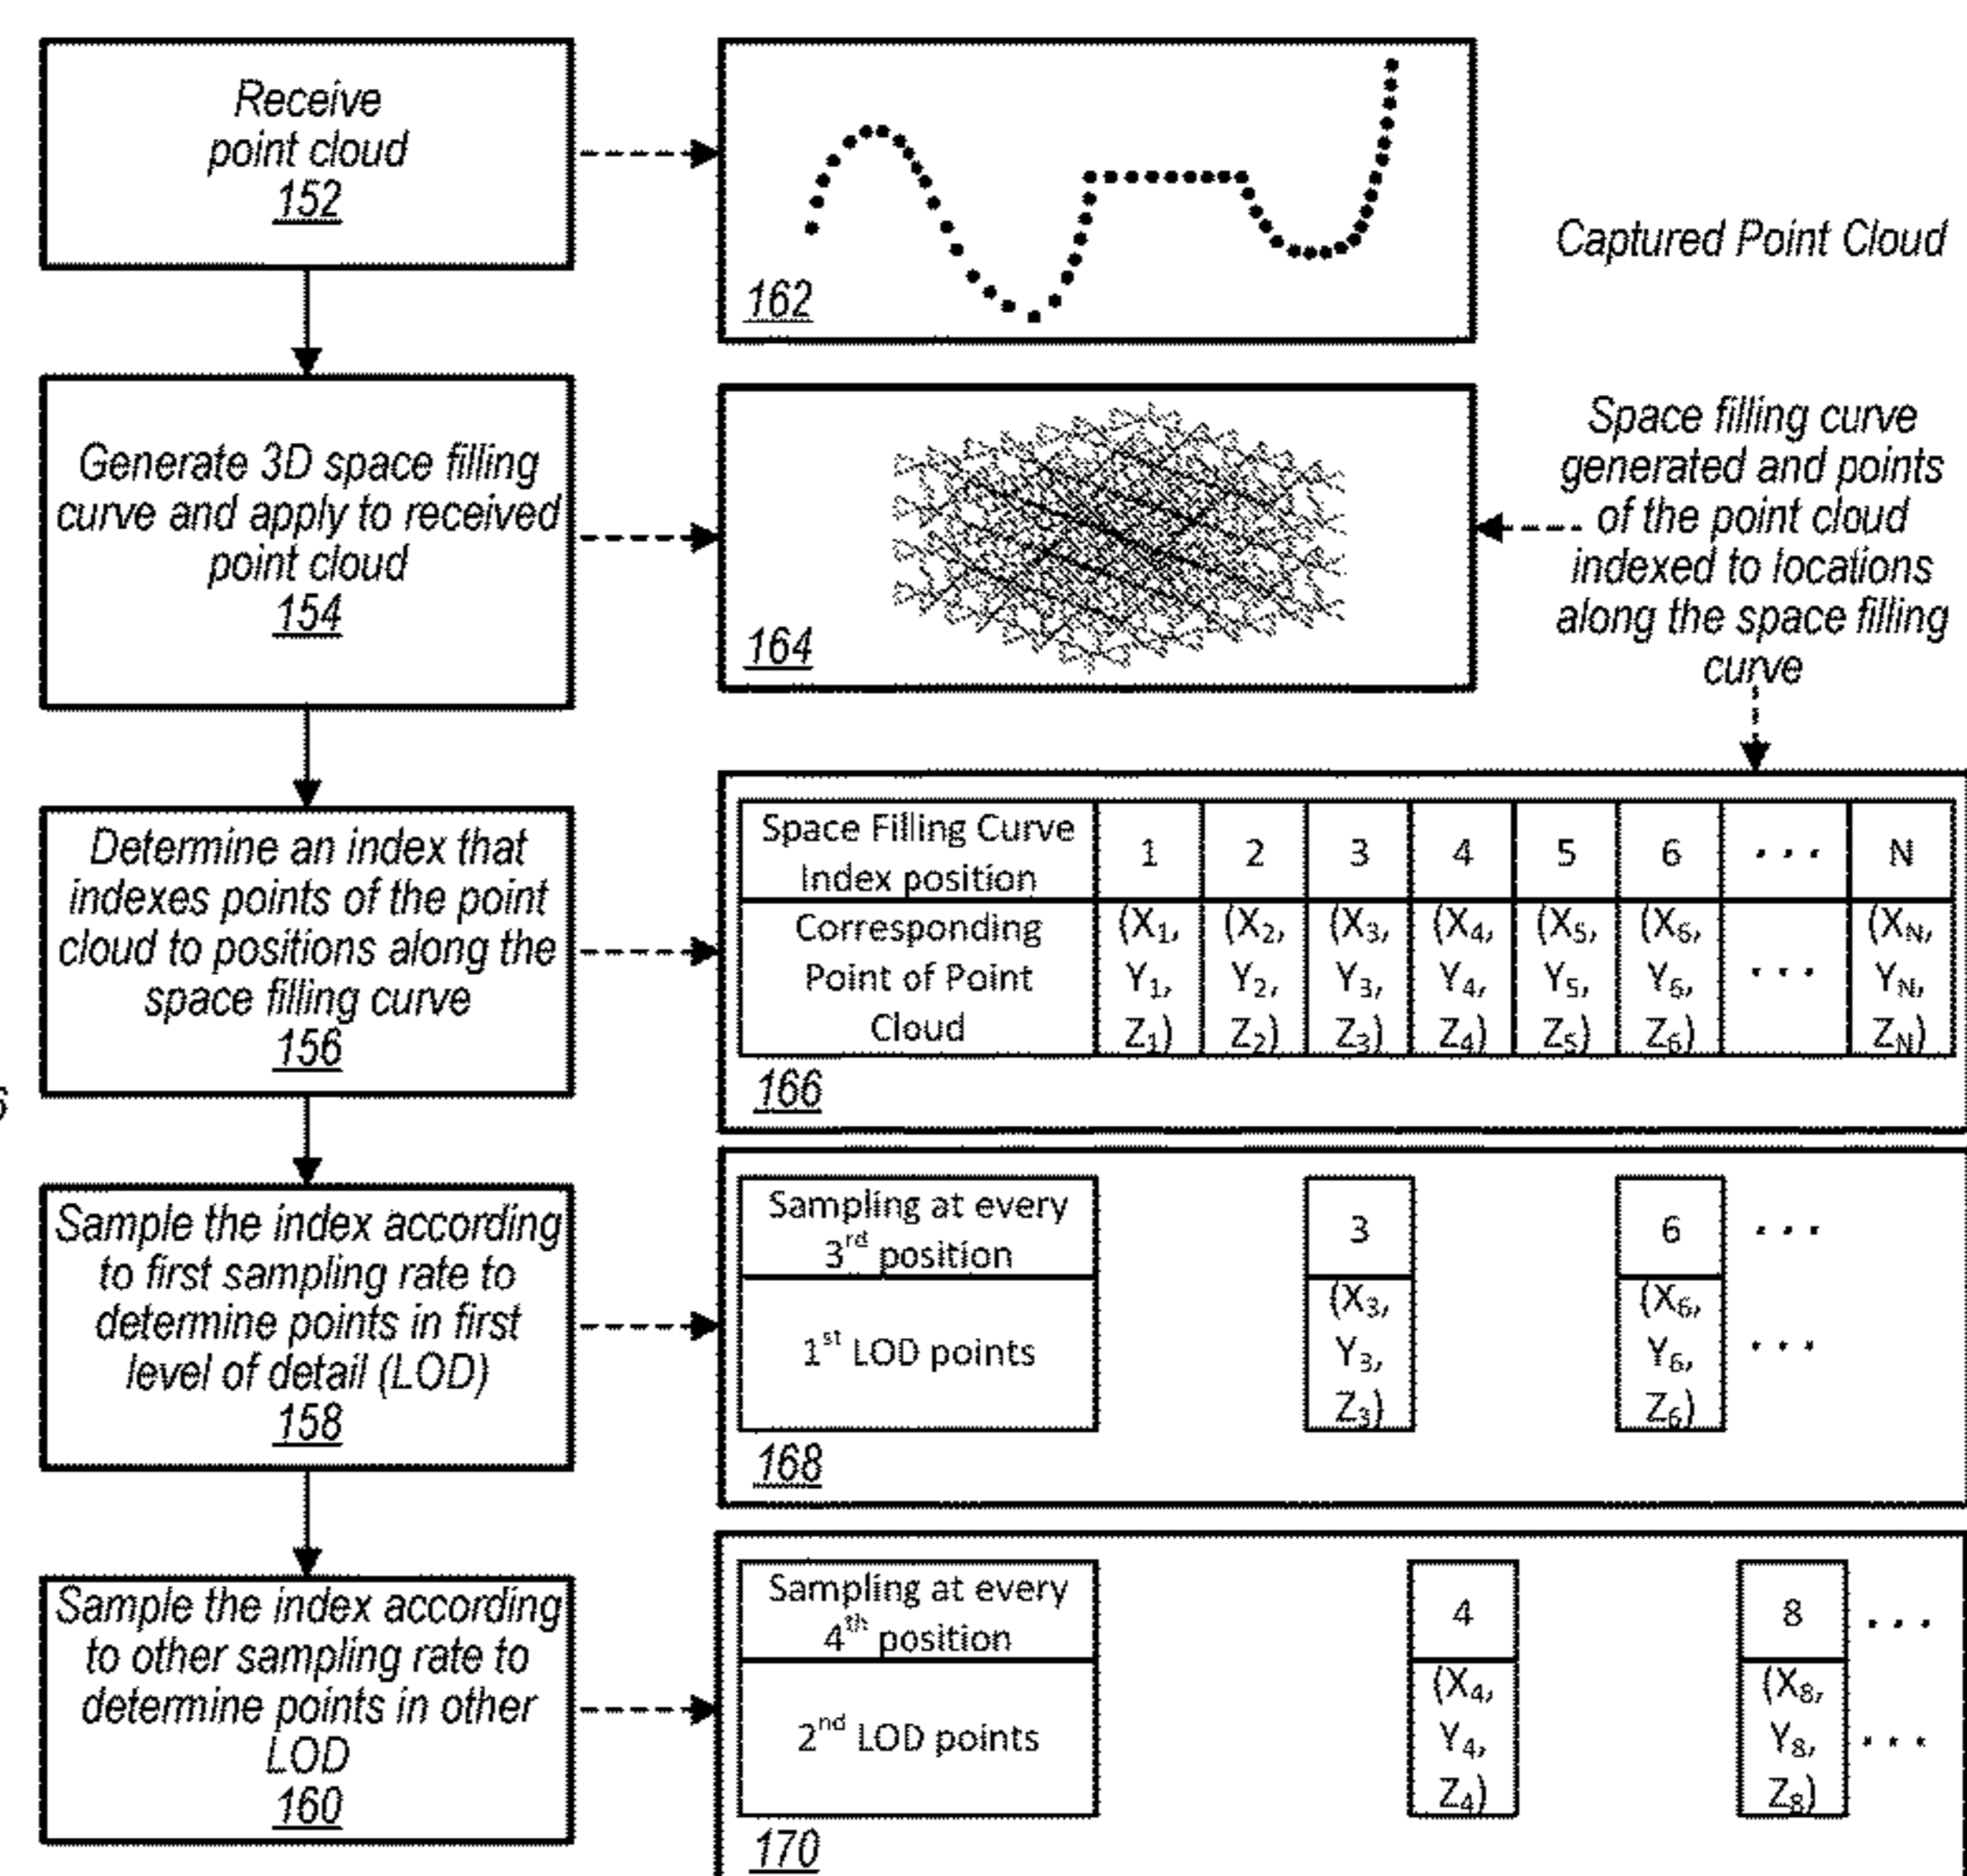 Receive
point cloud
152
162
Captured Point Cloud
Generate 3D space filling
curve and apply to received
point cloud
154
164
Space filling curve
generated and points
of the point cloud
indexed to locations
along the space filling
curve
Determine an index that
indexes points of the point
cloud to positions along the
space filling curve
156
Space Filling Curve
Index position
1 2 3 4 5 6 ... N
Corresponding
Point of Point
Cloud
(X₁, (X₂, (X₃, (X₄, (X₅, (X₆, (X_N,
Y₁, Y₂, Y₃, Y₄, Y₅, Y₆, ... Y_N,
Z₁) Z₂) Z₃) Z₄) Z₅) Z₆) Z_N)
166
Sample the index according
to first sampling rate to
determine points in first
level of detail (LOD)
158
Sampling at every
3rd position
3 6 ...
1st LOD points
(X₃, (X₆,
Y₃, Y₆, ...
Z₃) Z₆)
168
Sample the index according
to other sampling rate to
determine points in other
LOD
160
Sampling at every
4th position
4 8 ...
2nd LOD points
(X₄, (X₈,
Y₄, Y₈, ...
Z₄) Z₈)
170